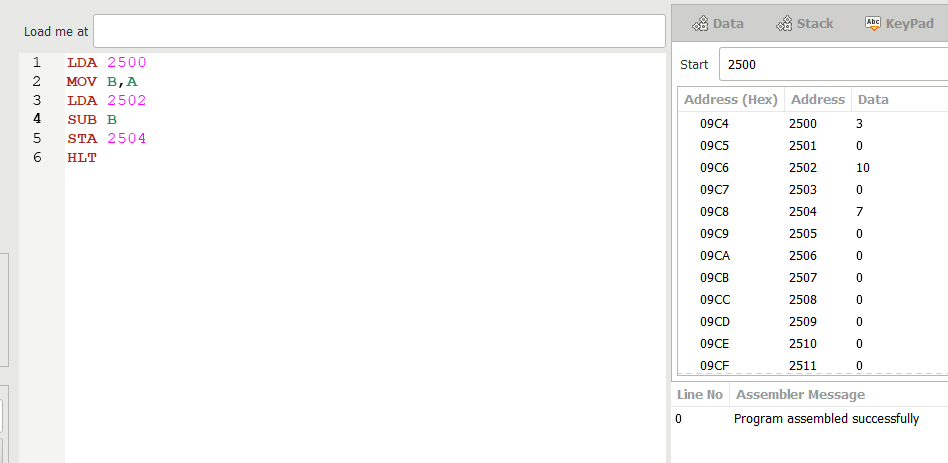 Load me at
1 LDA 2500
2 MOV B,A
3 LDA 2502
4 SUB B
5 STA 2504
6 HLT
Data Stack Abc KeyPad
Start 2500
Address (Hex) Address Data
09C4 2500 3
09C5 2501 0
09C6 2502 10
09C7 2503 0
09C8 2504 7
09C9 2505 0
09CA 2506 0
09CB 2507 0
09CC 2508 0
09CD 2509 0
09CE 2510 0
09CF 2511 0
Line No Assembler Message
0 Program assembled successfully